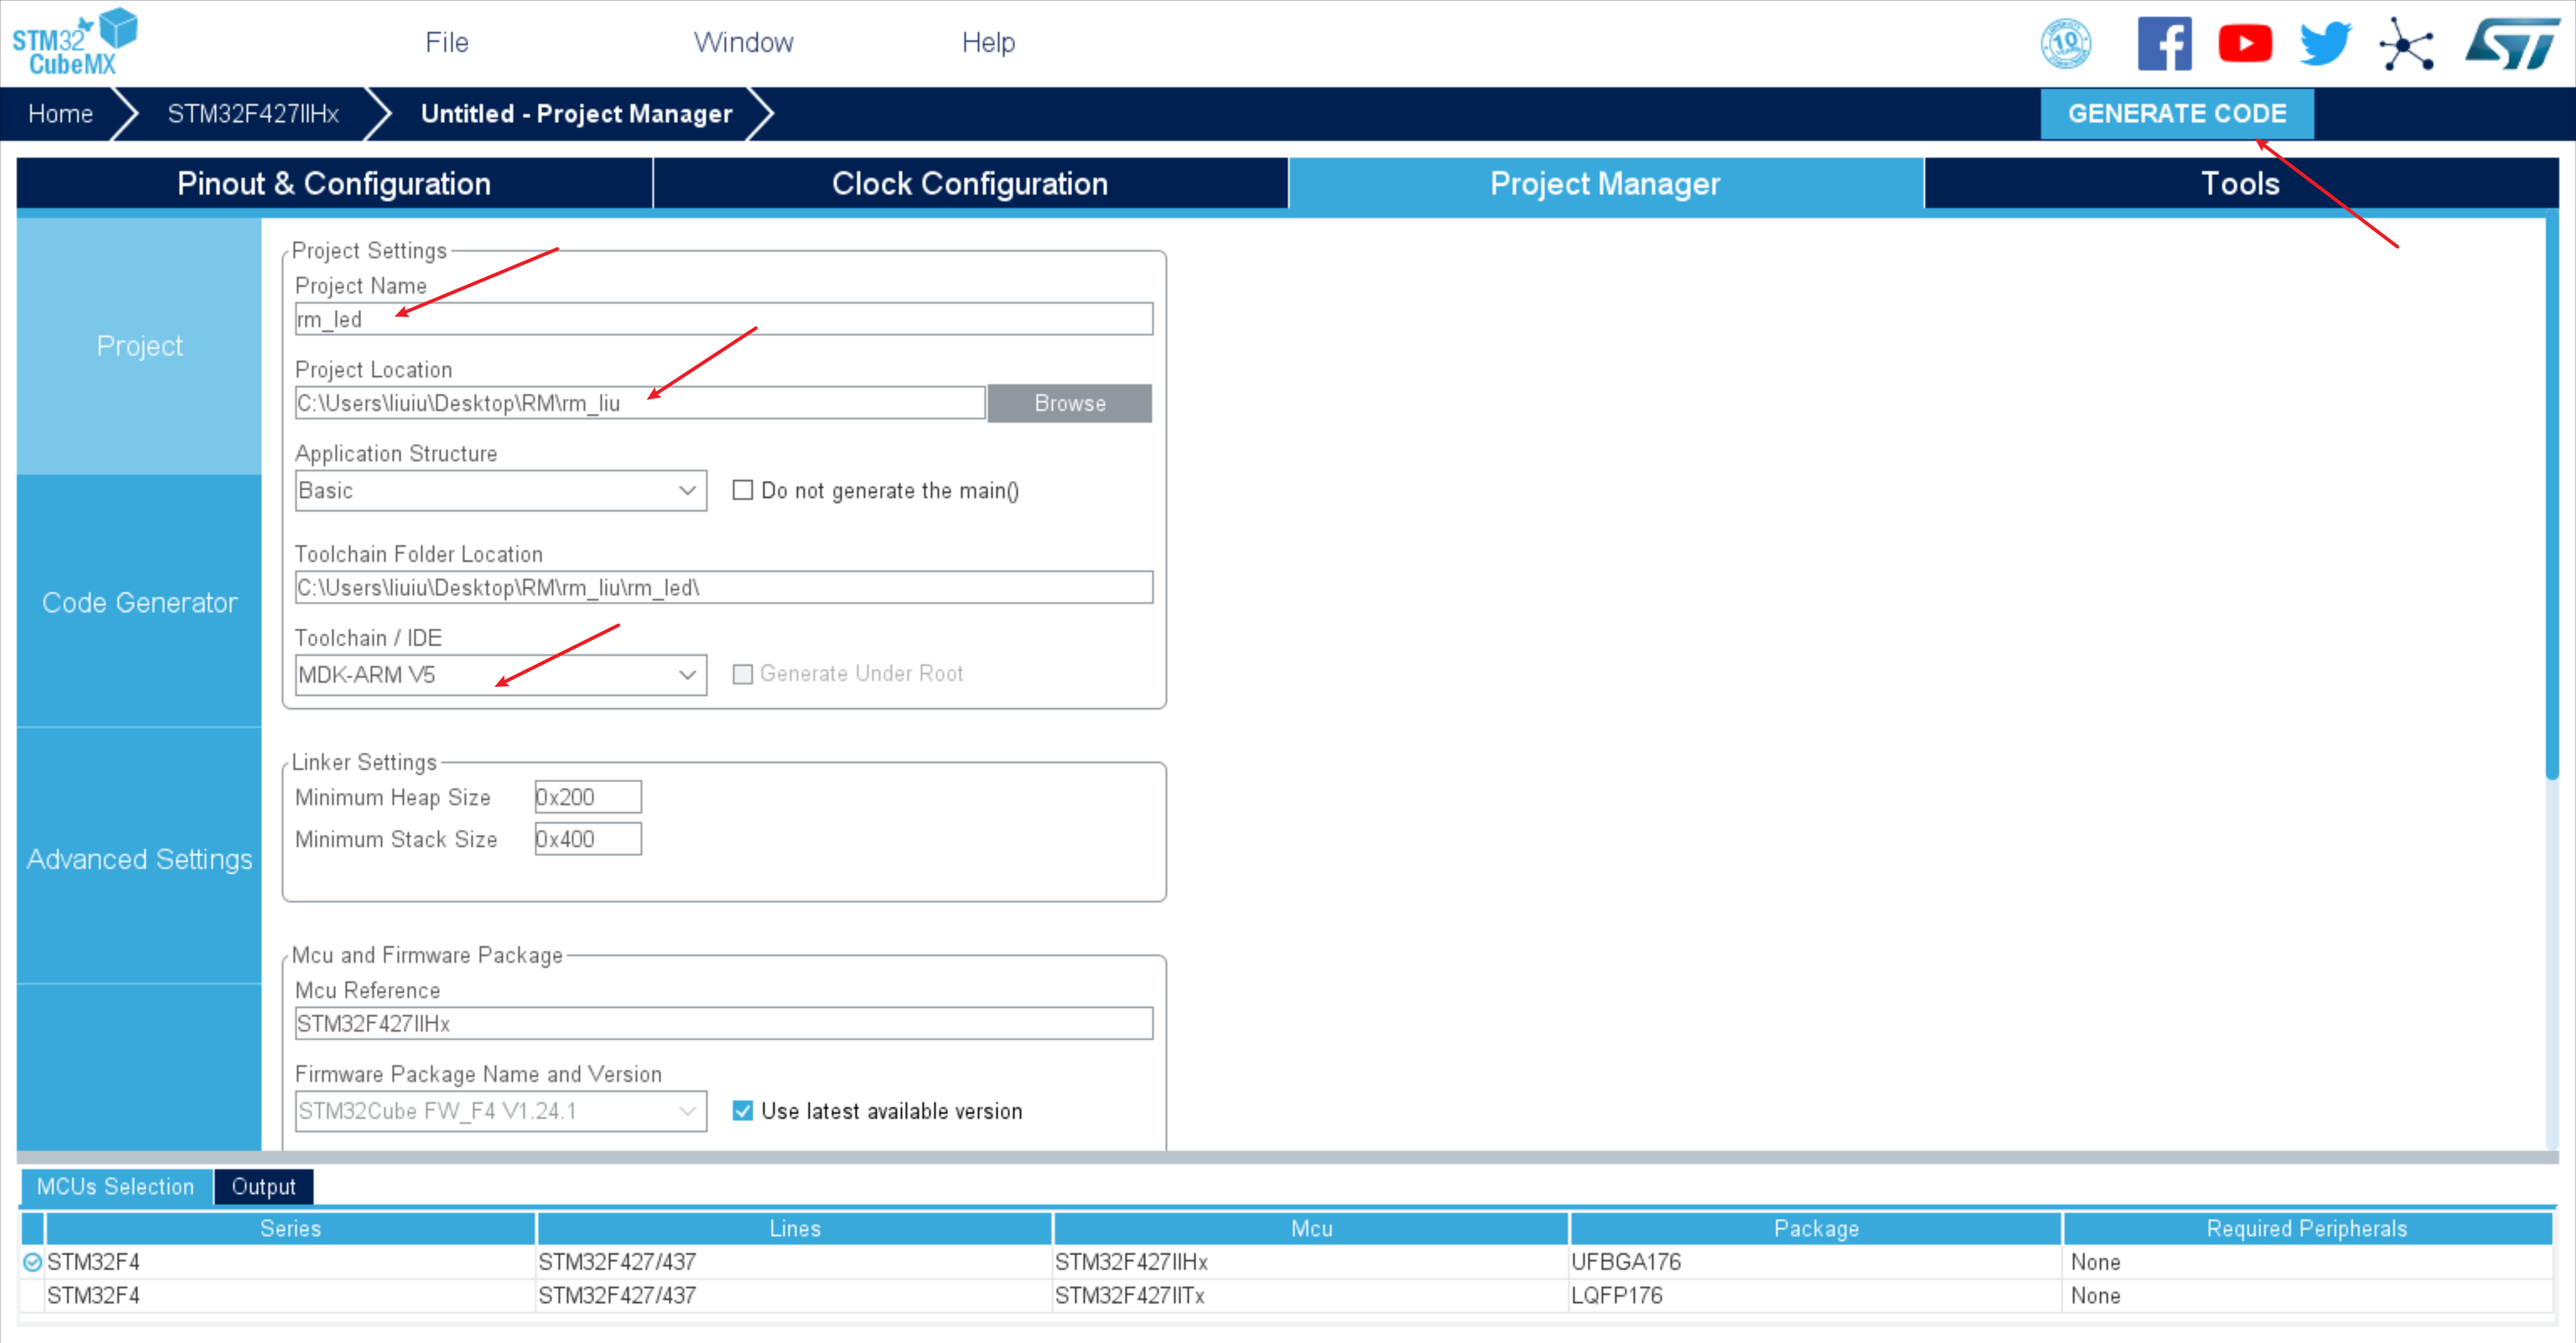 STM32
CubeMX
File
Window
Help
10
YEARS
Home
STM32F427IIHx
Untitled - Project Manager
GENERATE CODE
Pinout & Configuration
Clock Configuration
Project Manager
Tools
Project
Code Generator
Advanced Settings
Project Settings
Project Name
rm_led
Project Location
C:\Users\liuiu\Desktop\RM\rm_liu
Browse
Application Structure
Basic
Do not generate the main()
Toolchain Folder Location
C:\Users\liuiu\Desktop\RM\rm_liu\rm_led\
Toolchain / IDE
MDK-ARM V5
Generate Under Root
Linker Settings
Minimum Heap Size 0x200
Minimum Stack Size 0x400
Mcu and Firmware Package
Mcu Reference
STM32F427IIHx
Firmware Package Name and Version
STM32Cube FW_F4 V1.24.1
Use latest available version
MCUs Selection Output
Series Lines Mcu Package Required Peripherals
STM32F4 STM32F427/437 STM32F427IIHx UFBGA176 None
STM32F4 STM32F427/437 STM32F427IITx LQFP176 None